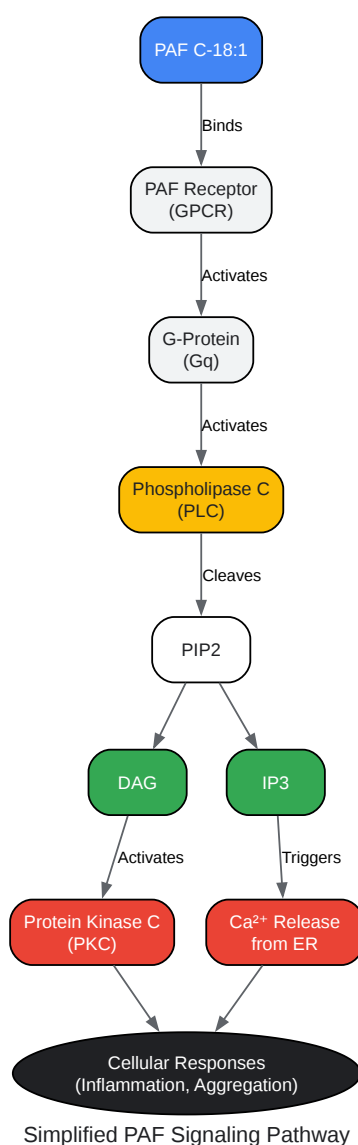 PAF C-18:1
Binds
PAF Receptor
(GPCR)
Activates
G-Protein
(Gq)
Activates
Phospholipase C
(PLC)
Cleaves
PIP2
DAG
IP3
Activates
Triggers
Protein Kinase C
(PKC)
Ca²⁺ Release
from ER
Cellular Responses
(Inflammation, Aggregation)
Simplified PAF Signaling Pathway